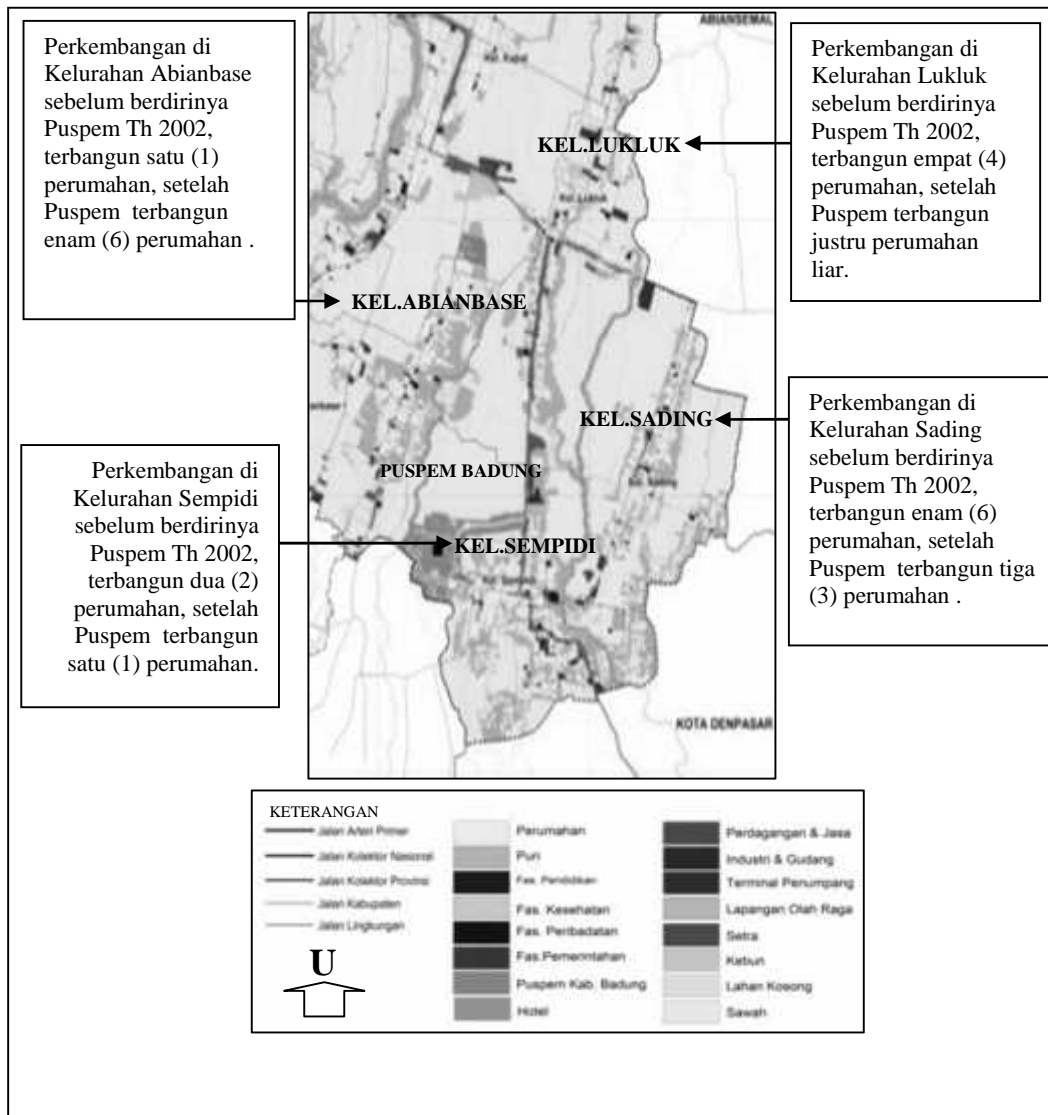 Perkembangan di
Kelurahan Abianbase
sebelum berdirinya
Puspem Th 2002,
terbangun satu (1)
perumahan, setelah
Puspem terbangun
enam (6) perumahan .
Perkembangan di
Kelurahan Lukluk
sebelum berdirinya
Puspem Th 2002,
terbangun empat (4)
perumahan, setelah
Puspem terbangun
justru perumahan
liar.
ABIANSEMAL
KEL.LUKLUK
Kel. Lukluk
KEL.ABIANBASE
KEL.SADING
Kel. Sading
PUSPEM BADUNG
KEL.SEMPIDI
Kel. Sempidi
KOTA DENPASAR
Perkembangan di
Kelurahan Sempidi
sebelum berdirinya
Puspem Th 2002,
terbangun dua (2)
perumahan, setelah
Puspem terbangun
satu (1) perumahan.
Perkembangan di
Kelurahan Sading
sebelum berdirinya
Puspem Th 2002,
terbangun enam (6)
perumahan, setelah
Puspem terbangun tiga
(3) perumahan .
KETERANGAN
Jalan Arteri Primer
Jalan Kolektor Nasional
Jalan Kolektor Provinsi
Jalan Kabupaten
Jalan Lingkungan
U
Perumahan
Puri
Fas. Pendidikan
Fas. Kesehatan
Fas. Peribadatan
Fas.Pemerintahan
Puspem Kab. Badung
Hotel
Perdagangan & Jasa
Industri & Gudang
Terminal Penumpang
Lapangan Olah Raga
Setra
Kebun
Lahan Kosong
Sawah